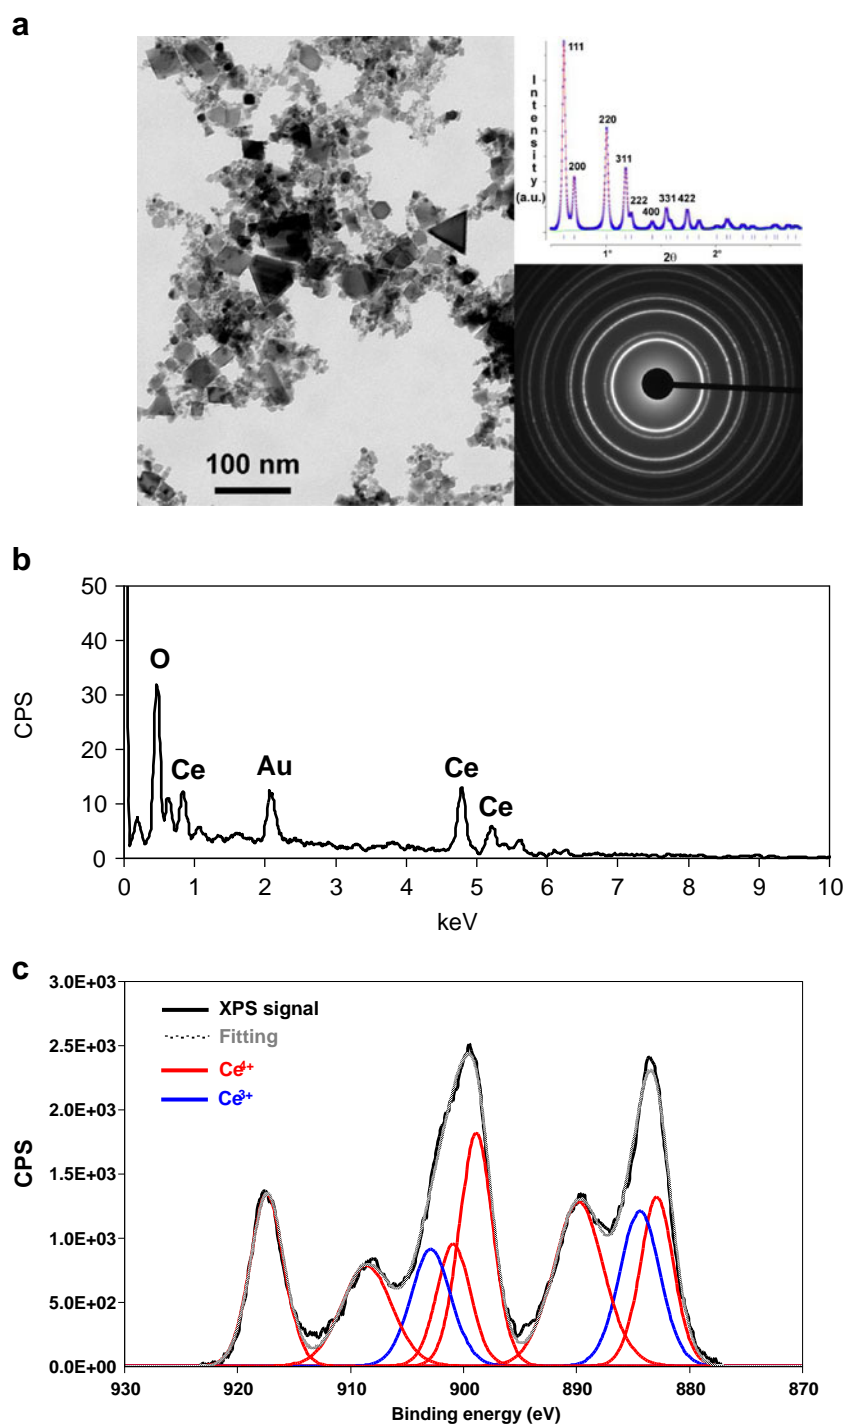 a
Intensity
(a.u.)
111
200
220
311
222
400
331 422
1° 2θ 2°
100 nm
b
CPS
50
40
30
20
10
0
O
Ce
Au
Ce
Ce
0 1 2 3 4 5 6 7 8 9 10
keV
c
CPS
3.0E+03
2.5E+03
2.0E+03
1.5E+03
1.0E+03
5.0E+02
0.0E+00
XPS signal
Fitting
Ce4+
Ce3+
930 920 910 900 890 880 870
Binding energy (eV)